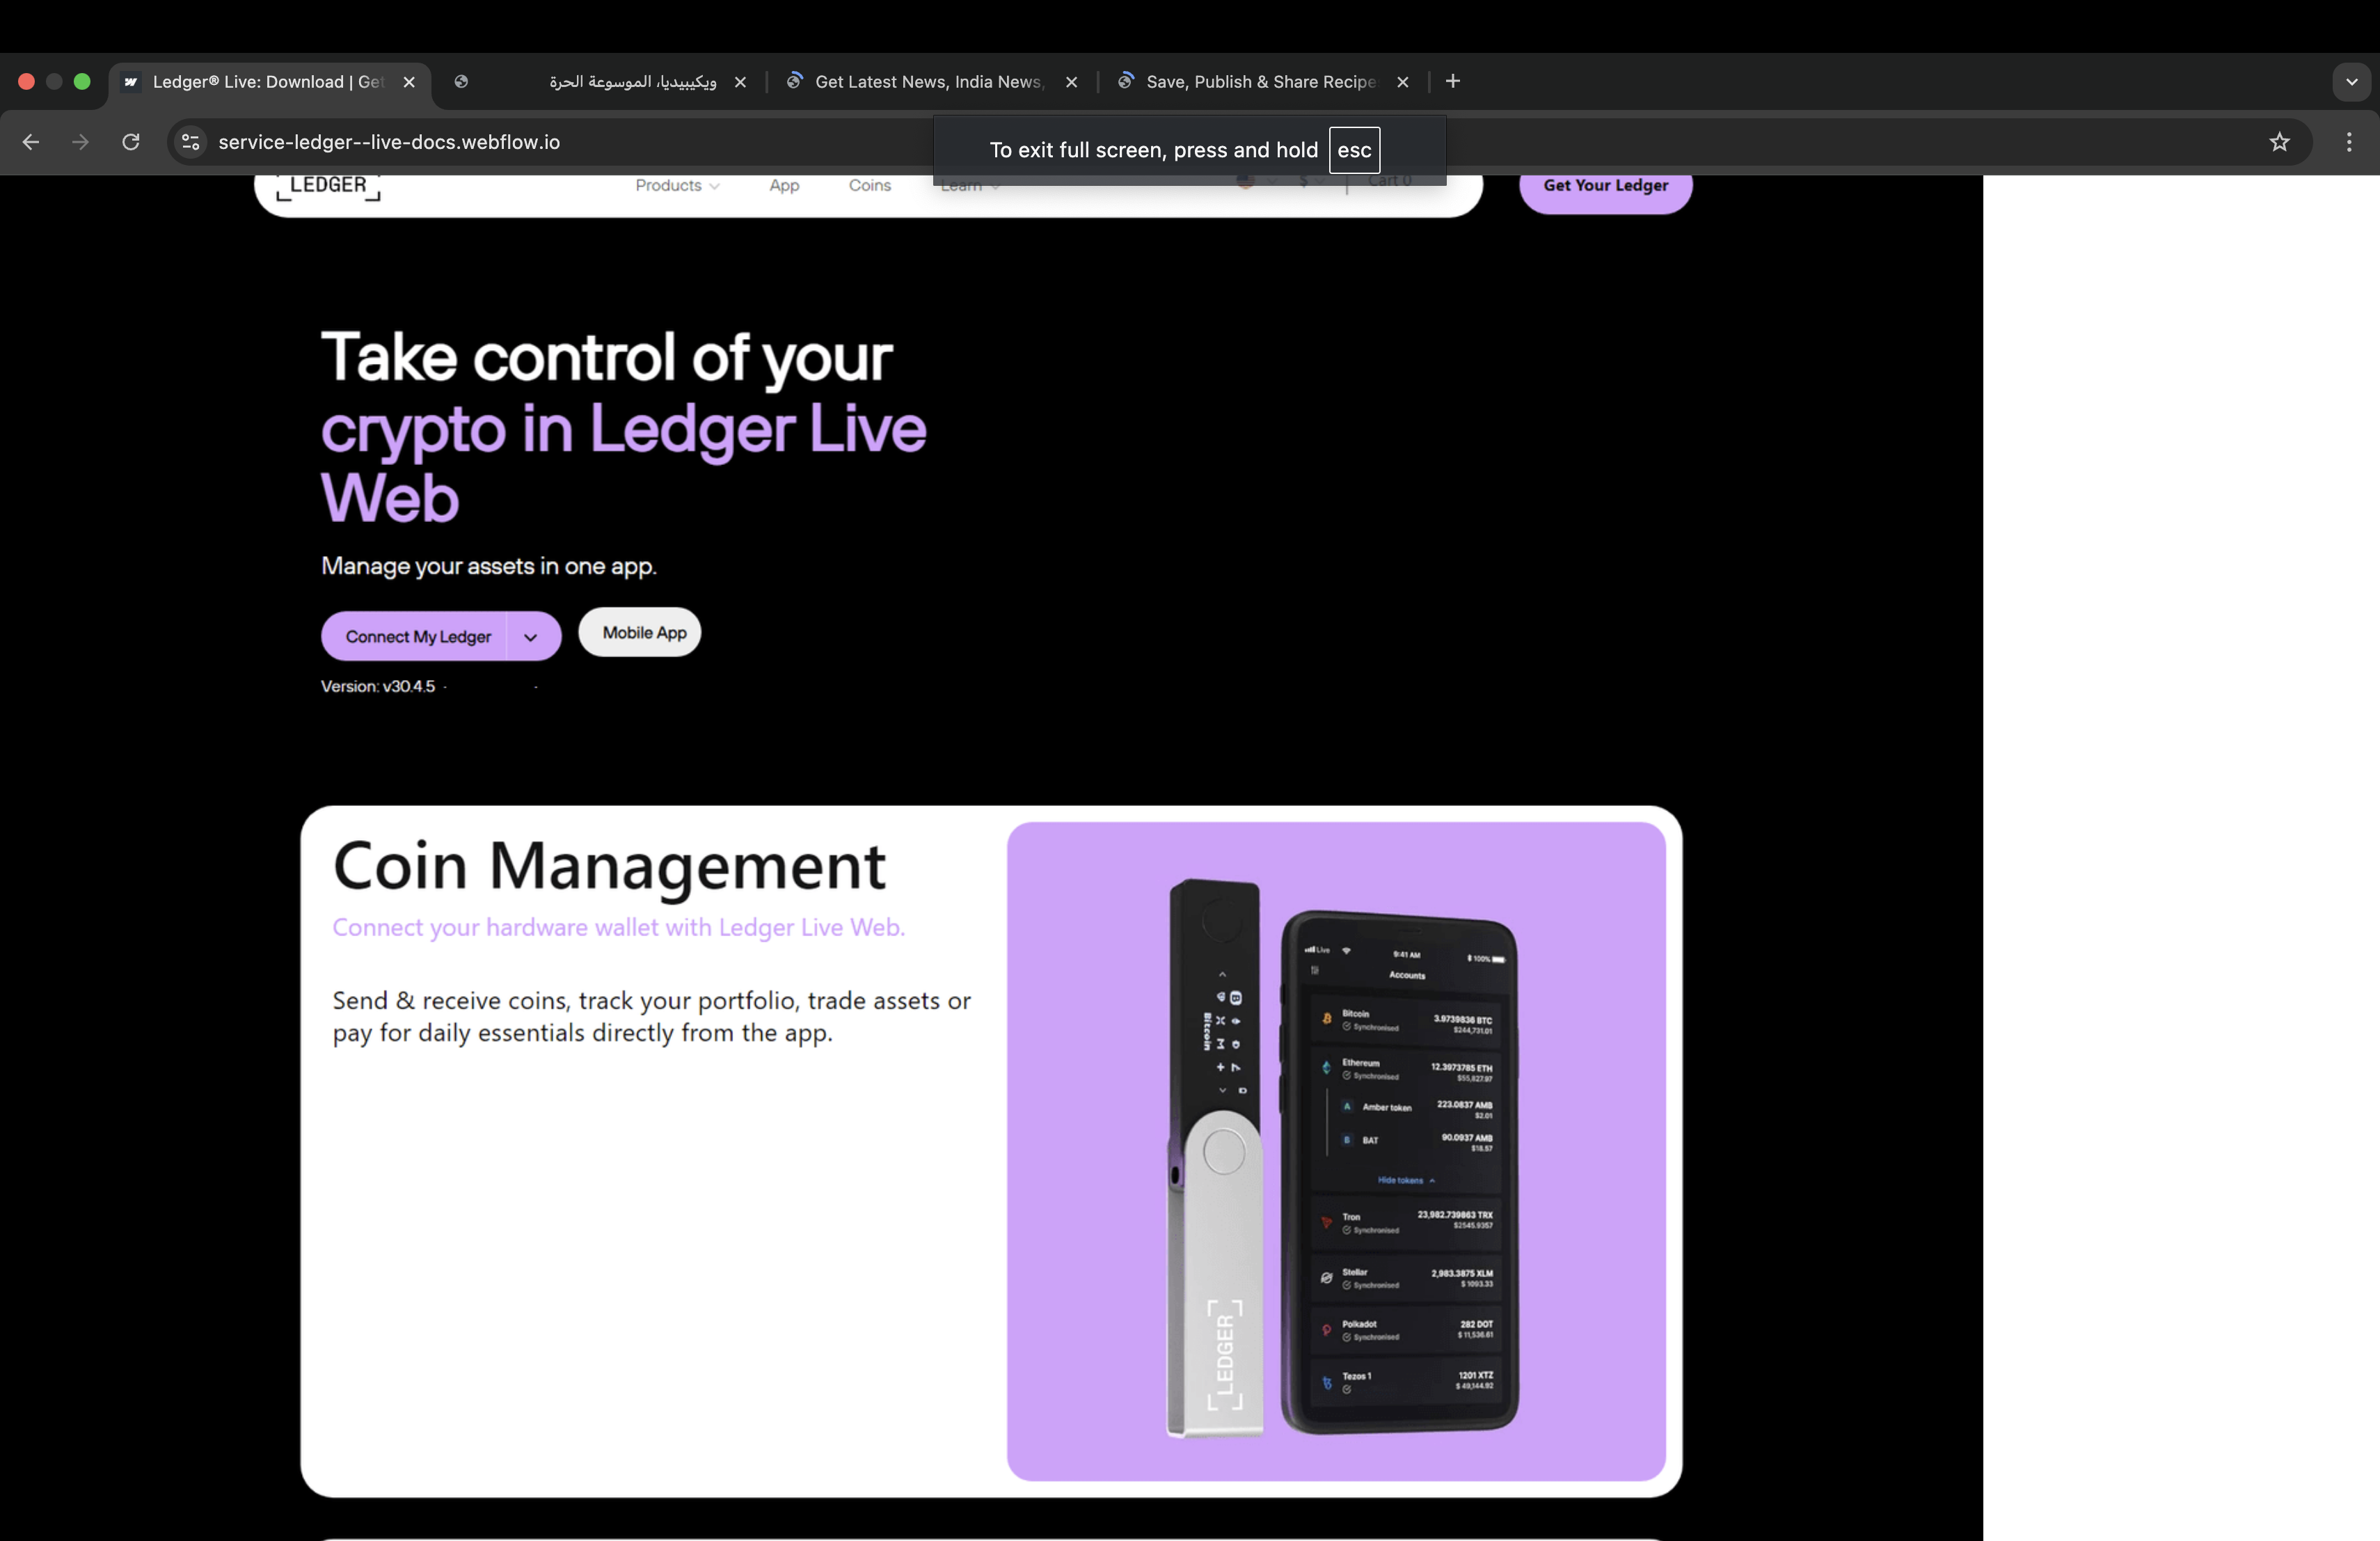 Ledger® Live: Download | Get
ويكيبيديا، الموسوعة الحرة
Get Latest News, India News,
Save, Publish & Share Recipe
service-ledger--live-docs.webflow.io
To exit full screen, press and hold esc
LEDGER
Products
App
Coins
Learn
$
Cart 0
Get Your Ledger
Take control of your
crypto in Ledger Live
Web
Manage your assets in one app.
Connect My Ledger
Mobile App
Version: v30.4.5 -
-
Coin Management
Connect your hardware wallet with Ledger Live Web.
Send & receive coins, track your portfolio, trade assets or
pay for daily essentials directly from the app.
Bitcoin
LEDGER
Live
9:41 AM
100%
Accounts
Bitcoin
3.9739836 BTC
Synchronised
$244,731.01
Ethereum
12.3973785 ETH
Synchronised
$55,827.97
A Amber token
223.0837 AMB
$2.01
B BAT
90.0937 AMB
$18.57
Hide tokens
Tron
23,982.739863 TRX
Synchronised
$2545.9357
Stellar
2,983.3875 XLM
Synchronised
$1093.33
Polkadot
282 DOT
Synchronised
$11,536.61
Tezos 1
1201 XTZ
$49,144.92